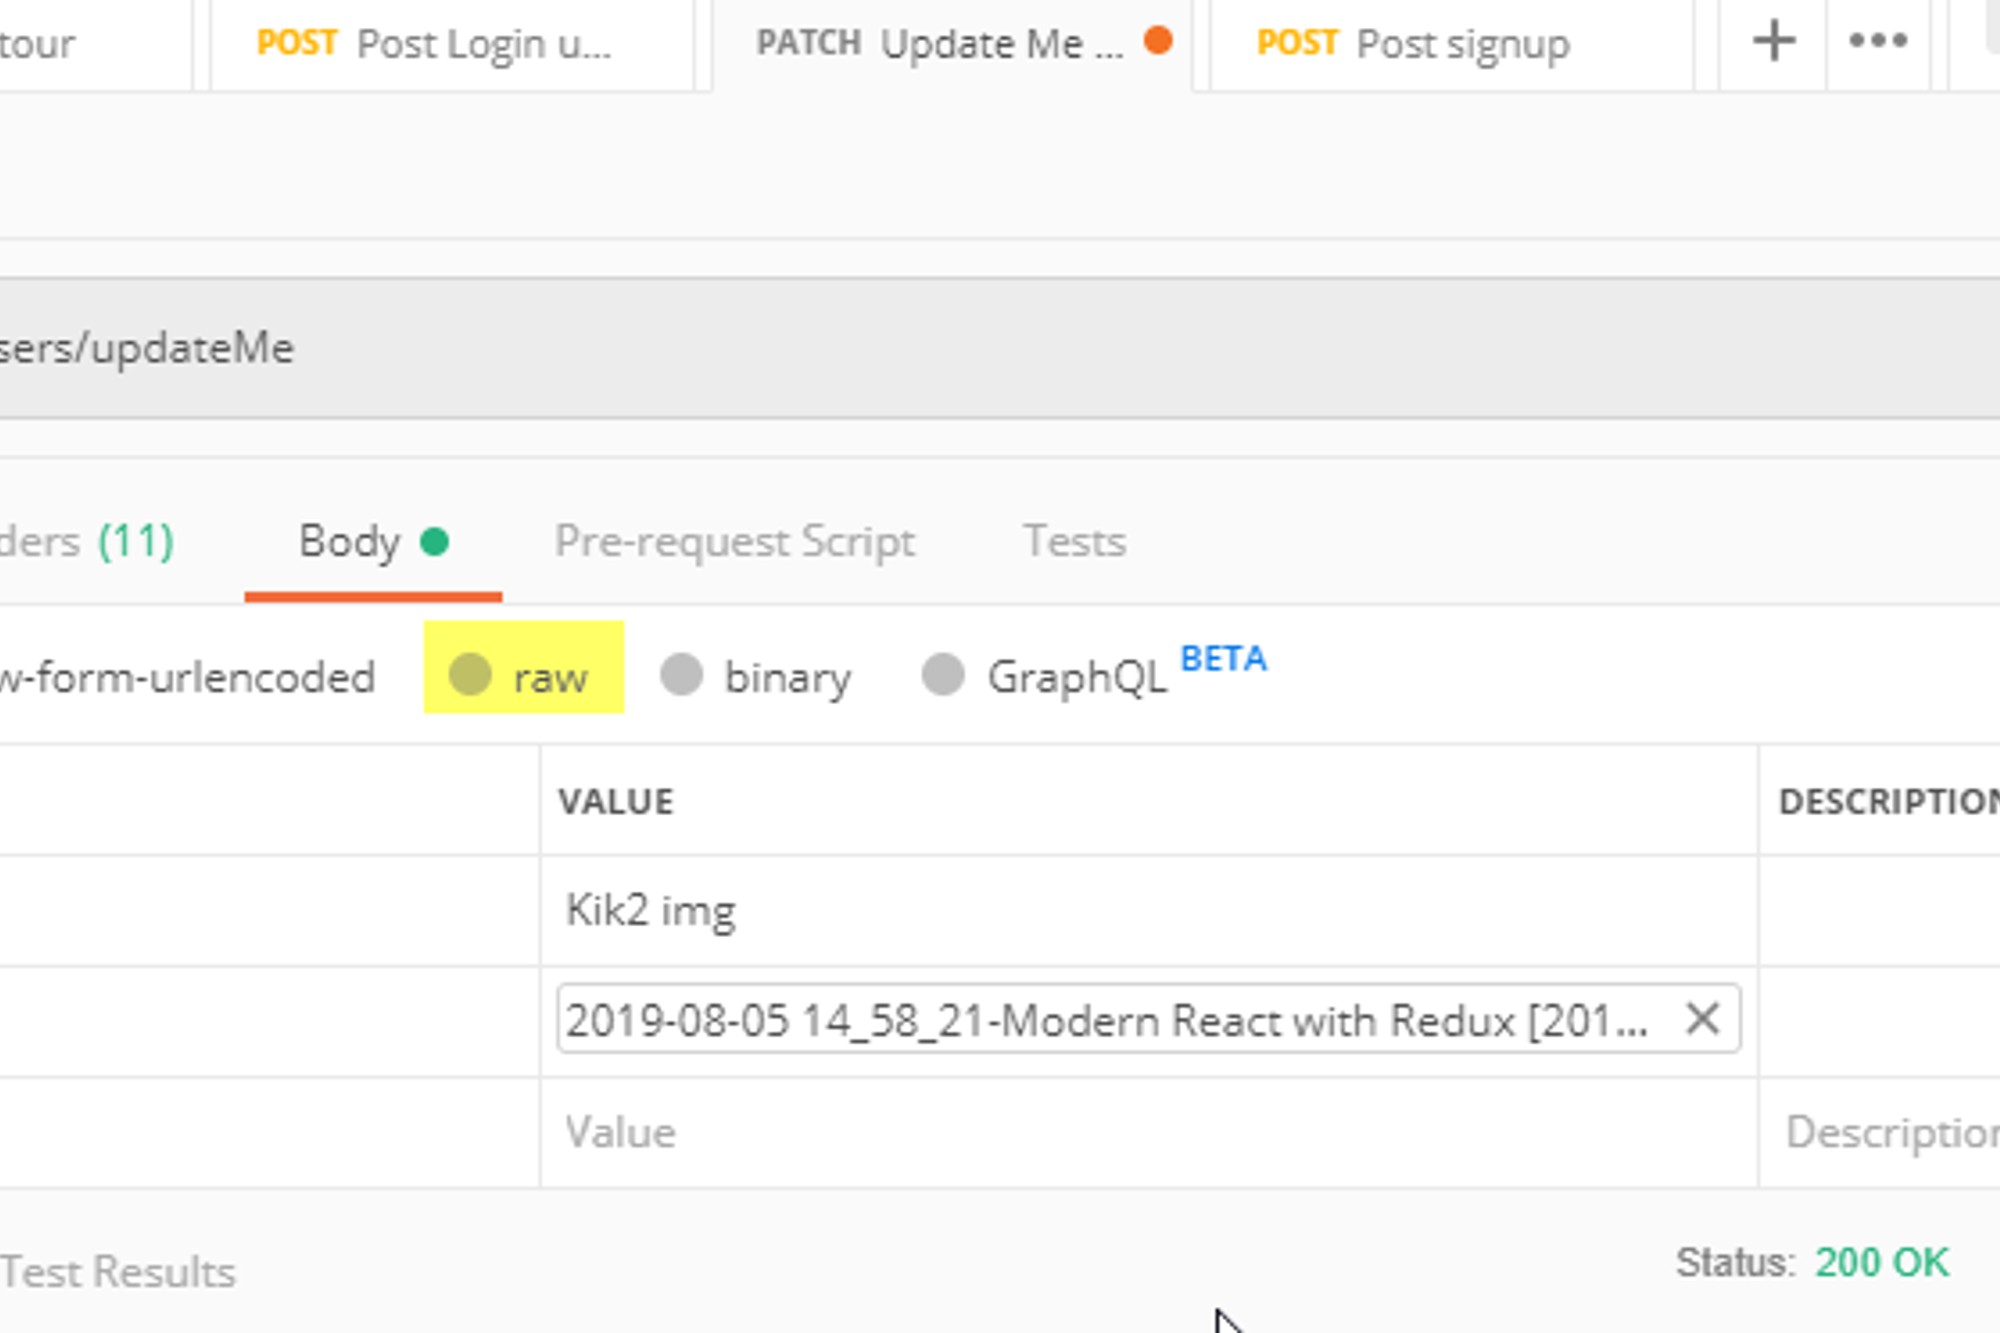 tour POST Post Login u... PATCH Update Me ... POST Post signup
sers/updateMe
ders (11) Body Pre-request Script Tests
w-form-urlencoded raw binary GraphQL BETA
VALUE DESCRIPTION
Kik2 img
2019-08-05 14_58_21-Modern React with Redux [201...
Value Description
Test Results Status: 200 OK